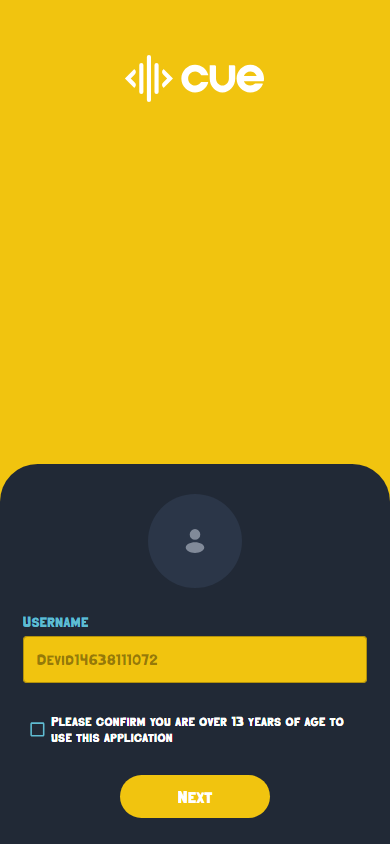 cue
Username
Devid14638111072
Please confirm you are over 13 years of age to
use this application
Next